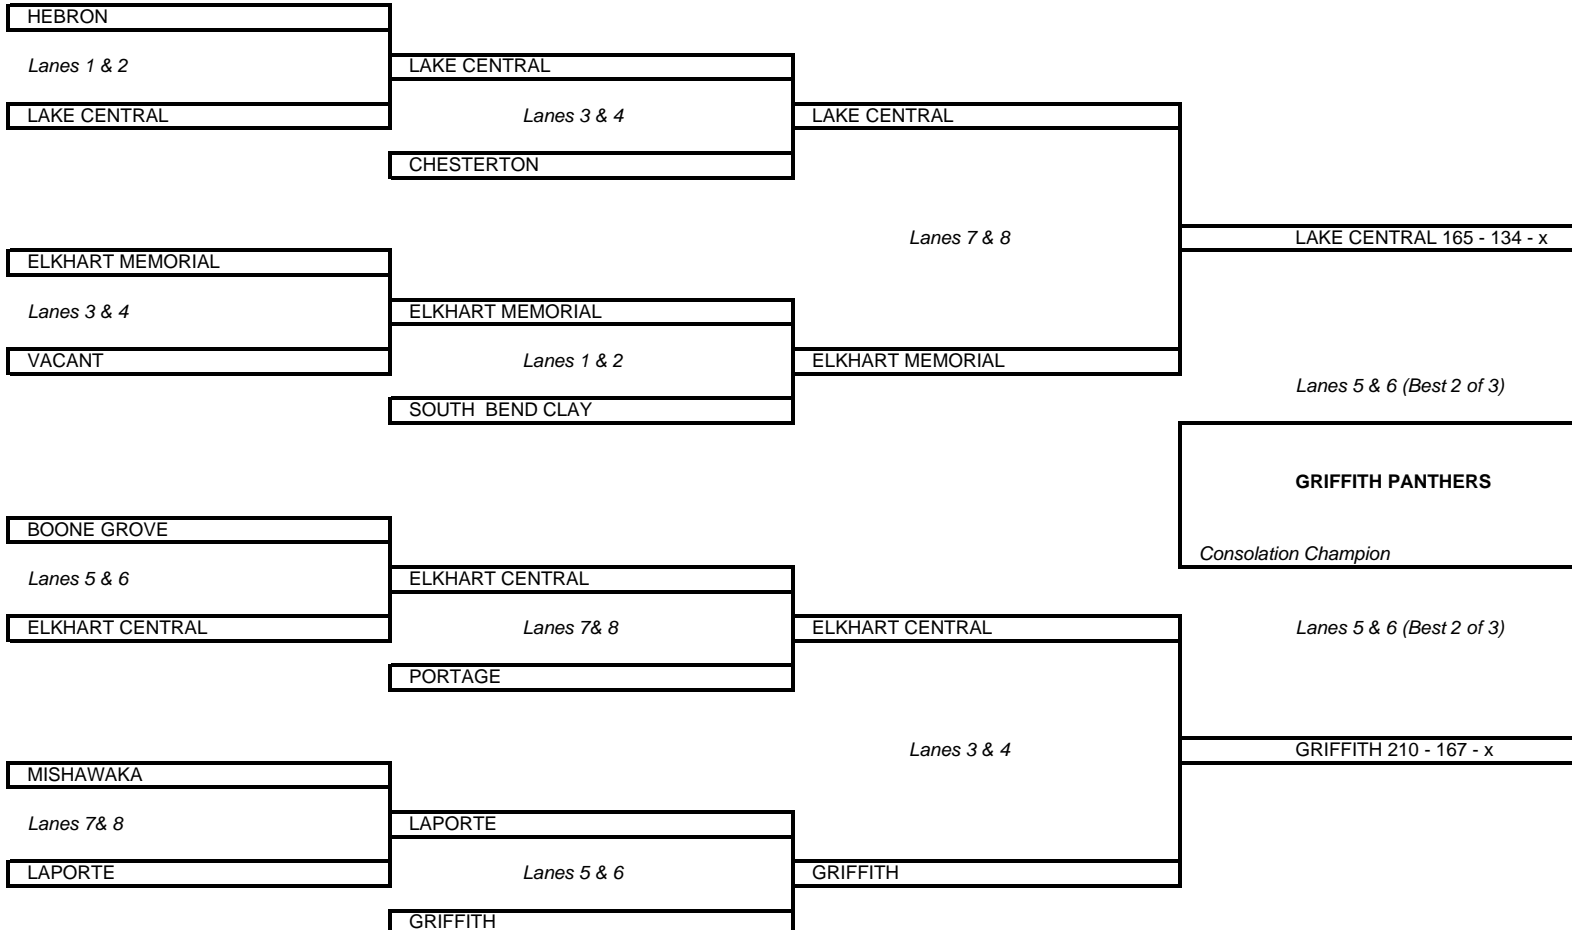 HEBRON
Lanes 1 & 2
LAKE CENTRAL
LAKE CENTRAL
Lanes 3 & 4
LAKE CENTRAL
CHESTERTON
Lanes 7 & 8
LAKE CENTRAL 165 - 134 - x
ELKHART MEMORIAL
Lanes 3 & 4
ELKHART MEMORIAL
VACANT
Lanes 1 & 2
ELKHART MEMORIAL
Lanes 5 & 6 (Best 2 of 3)
SOUTH  BEND CLAY
GRIFFITH PANTHERS
BOONE GROVE
Consolation Champion
Lanes 5 & 6
ELKHART CENTRAL
ELKHART CENTRAL
Lanes 7& 8
ELKHART CENTRAL
Lanes 5 & 6 (Best 2 of 3)
PORTAGE
Lanes 3 & 4
GRIFFITH 210 - 167 - x
MISHAWAKA
Lanes 7& 8
LAPORTE
LAPORTE
Lanes 5 & 6
GRIFFITH
GRIFFITH